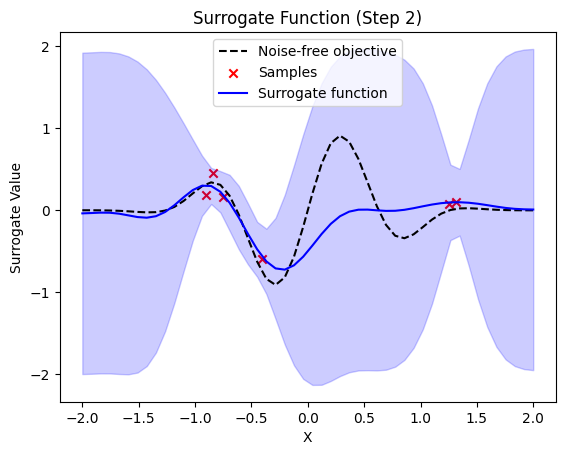 Surrogate Function (Step 2)
Noise-free objective
Samples
Surrogate function
Surrogate Value
2
1
0
−1
−2
−2.0 −1.5 −1.0 −0.5 0.0 0.5 1.0 1.5 2.0
X